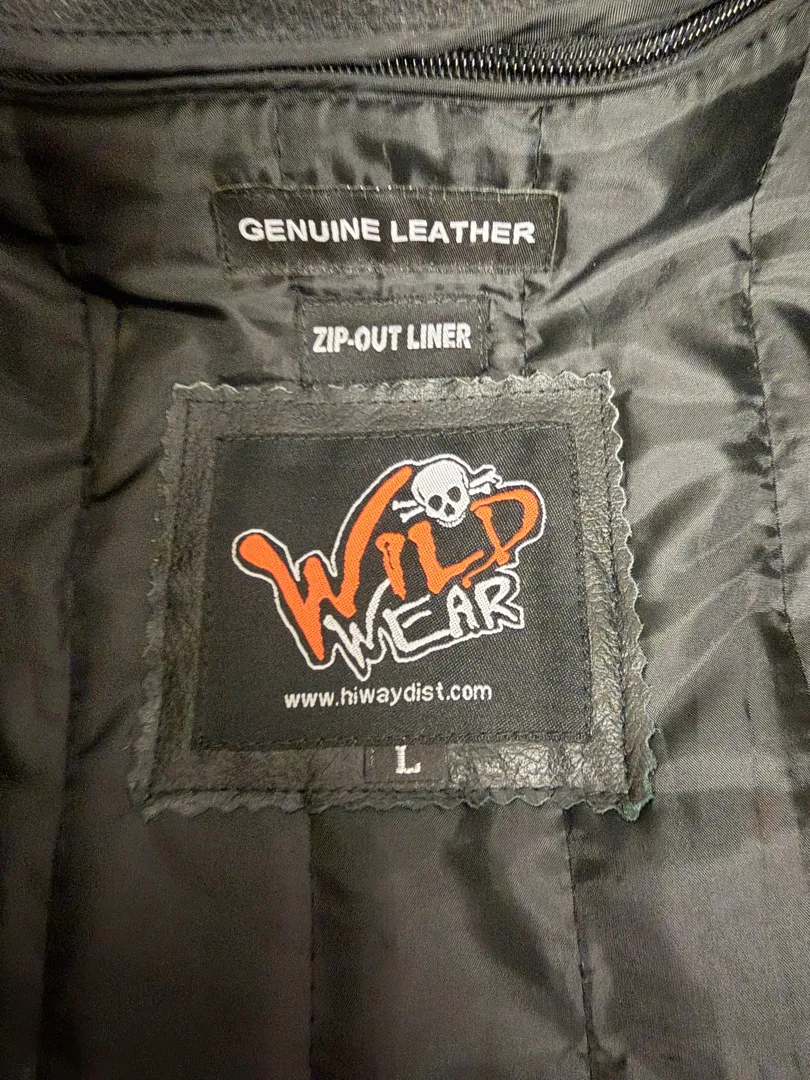 GENUINE LEATHER
ZIP-OUT LINER
WILD
WEAR
www.hiwaydist.com
L